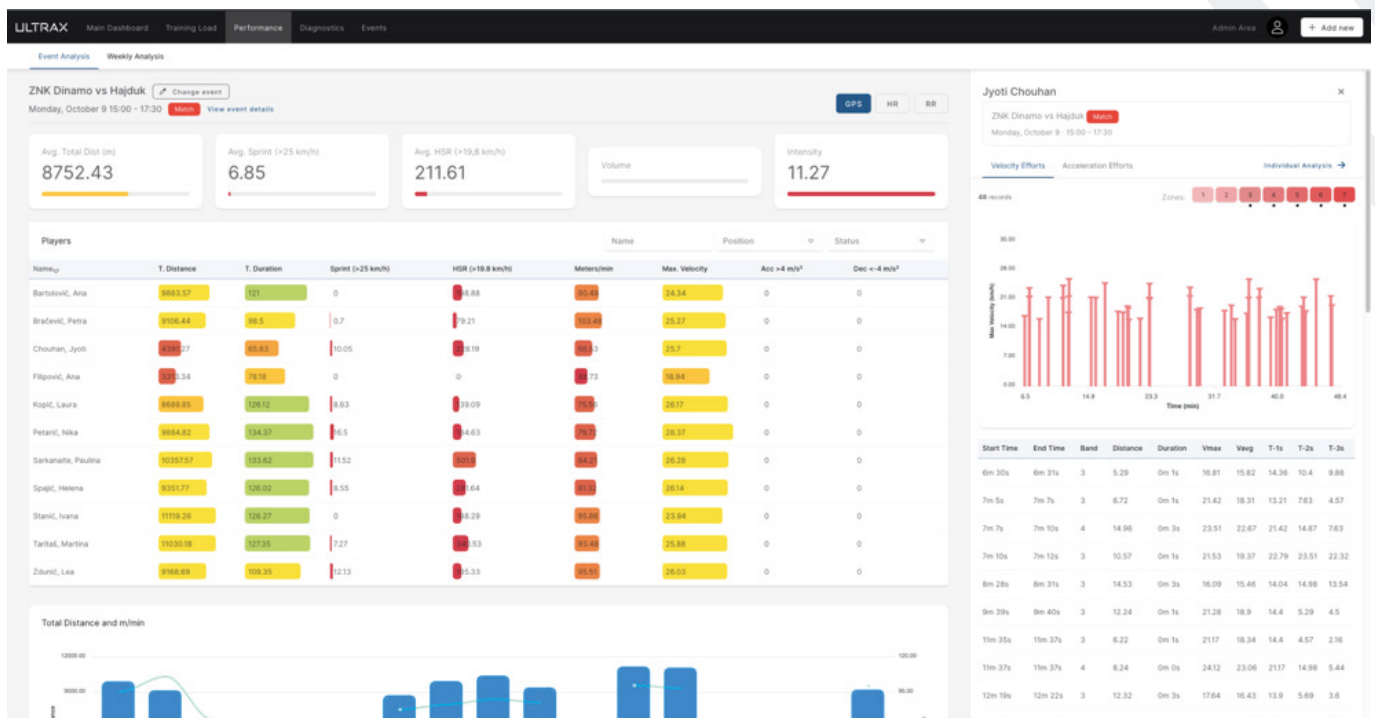 ULTRAX Main Dashboard Training Load Performance Diagnostics Events Admin Area + Add new
Event Analysis Weekly Analysis
ZNK Dinamo vs Hajduk Change event
Monday, October 9 15:00 - 17:30 Match View event details
GPS HR RR
Avg. Total Dist (m) Avg. Sprint (>25 km/h) Avg. HSR (>19,8 km/h) Volume Intensity
8752.43 6.85 211.61 11.27
Players Name Position Status
Name T. Distance T. Duration Sprint (>25 km/h) HSR (>19.8 km/h) Meters/min Max. Velocity Acc >4 m/s² Dec <-4 m/s²
Bartolović, Ana 9863.57 121 0 90.49 24.34 0 0
Bračević, Petra 9106.44 98.5 0.7 79.21 103.48 25.27 0 0
Chouhan, Jyoti 65.83 10.05 25.7 0 0
Filipović, Ana 78.18 0 0 18.94 0 0
Kopić, Laura 8689.85 126.12 8.63 26.17 0 0
Petarić, Nika 9884.82 134.37 16.5 28.37 0 0
Sarkanaite, Paulina 10357.57 133.62 11.52 501.9 84.21 26.28 0 0
Spajić, Helena 9351,77 126.02 8.55 81.33 26.14 0 0
Stanić, Ivana 11119.26 126.27 0 95.86 23.94 0 0
Taritaš, Martina 11030.18 127.35 7.27 93.48 25.88 0 0
Zdunić, Lea 9166.69 109.35 12.13 95.51 26.03 0 0
Total Distance and m/min
12000.00 120.00
9000.00 90.00
Jyoti Chouhan
ZNK Dinamo vs Hajduk Match
Monday, October 9 · 15:00 - 17:30
Velocity Efforts Acceleration Efforts Individual Analysis →
48 records Zones: 1 2 3 4 5 6 7
35.00
28.00
21.00
14.00
7.00
0.00
Max Velocity (km/h)
6.5 14.9 23.3 31.7 40.0 48.4
Time (min)
Start Time End Time Band Distance Duration Vmax Vavg T-1s T-2s T-3s
6m 30s 6m 31s 3 5.29 0m 1s 16.81 15.82 14.36 10.4 9.86
7m 5s 7m 7s 3 6.72 0m 1s 21.42 18.31 13.21 7.63 4.57
7m 7s 7m 10s 4 14.96 0m 3s 23.51 22.67 21.42 14.87 7.63
7m 10s 7m 12s 3 10.57 0m 1s 21.53 19.37 22.79 23.51 22.32
8m 28s 8m 31s 3 14.53 0m 3s 16.09 15.46 14.04 14.98 13.54
9m 39s 9m 40s 3 12.24 0m 1s 21.28 18.9 14.4 5.29 4.5
11m 35s 11m 37s 3 6.22 0m 1s 21.17 18.34 14.4 4.57 2.16
11m 37s 11m 37s 4 8.24 0m 0s 24.12 23.06 21.17 14.98 5.44
12m 19s 12m 22s 3 12.32 0m 3s 17.64 16.43 13.9 5.69 3.6